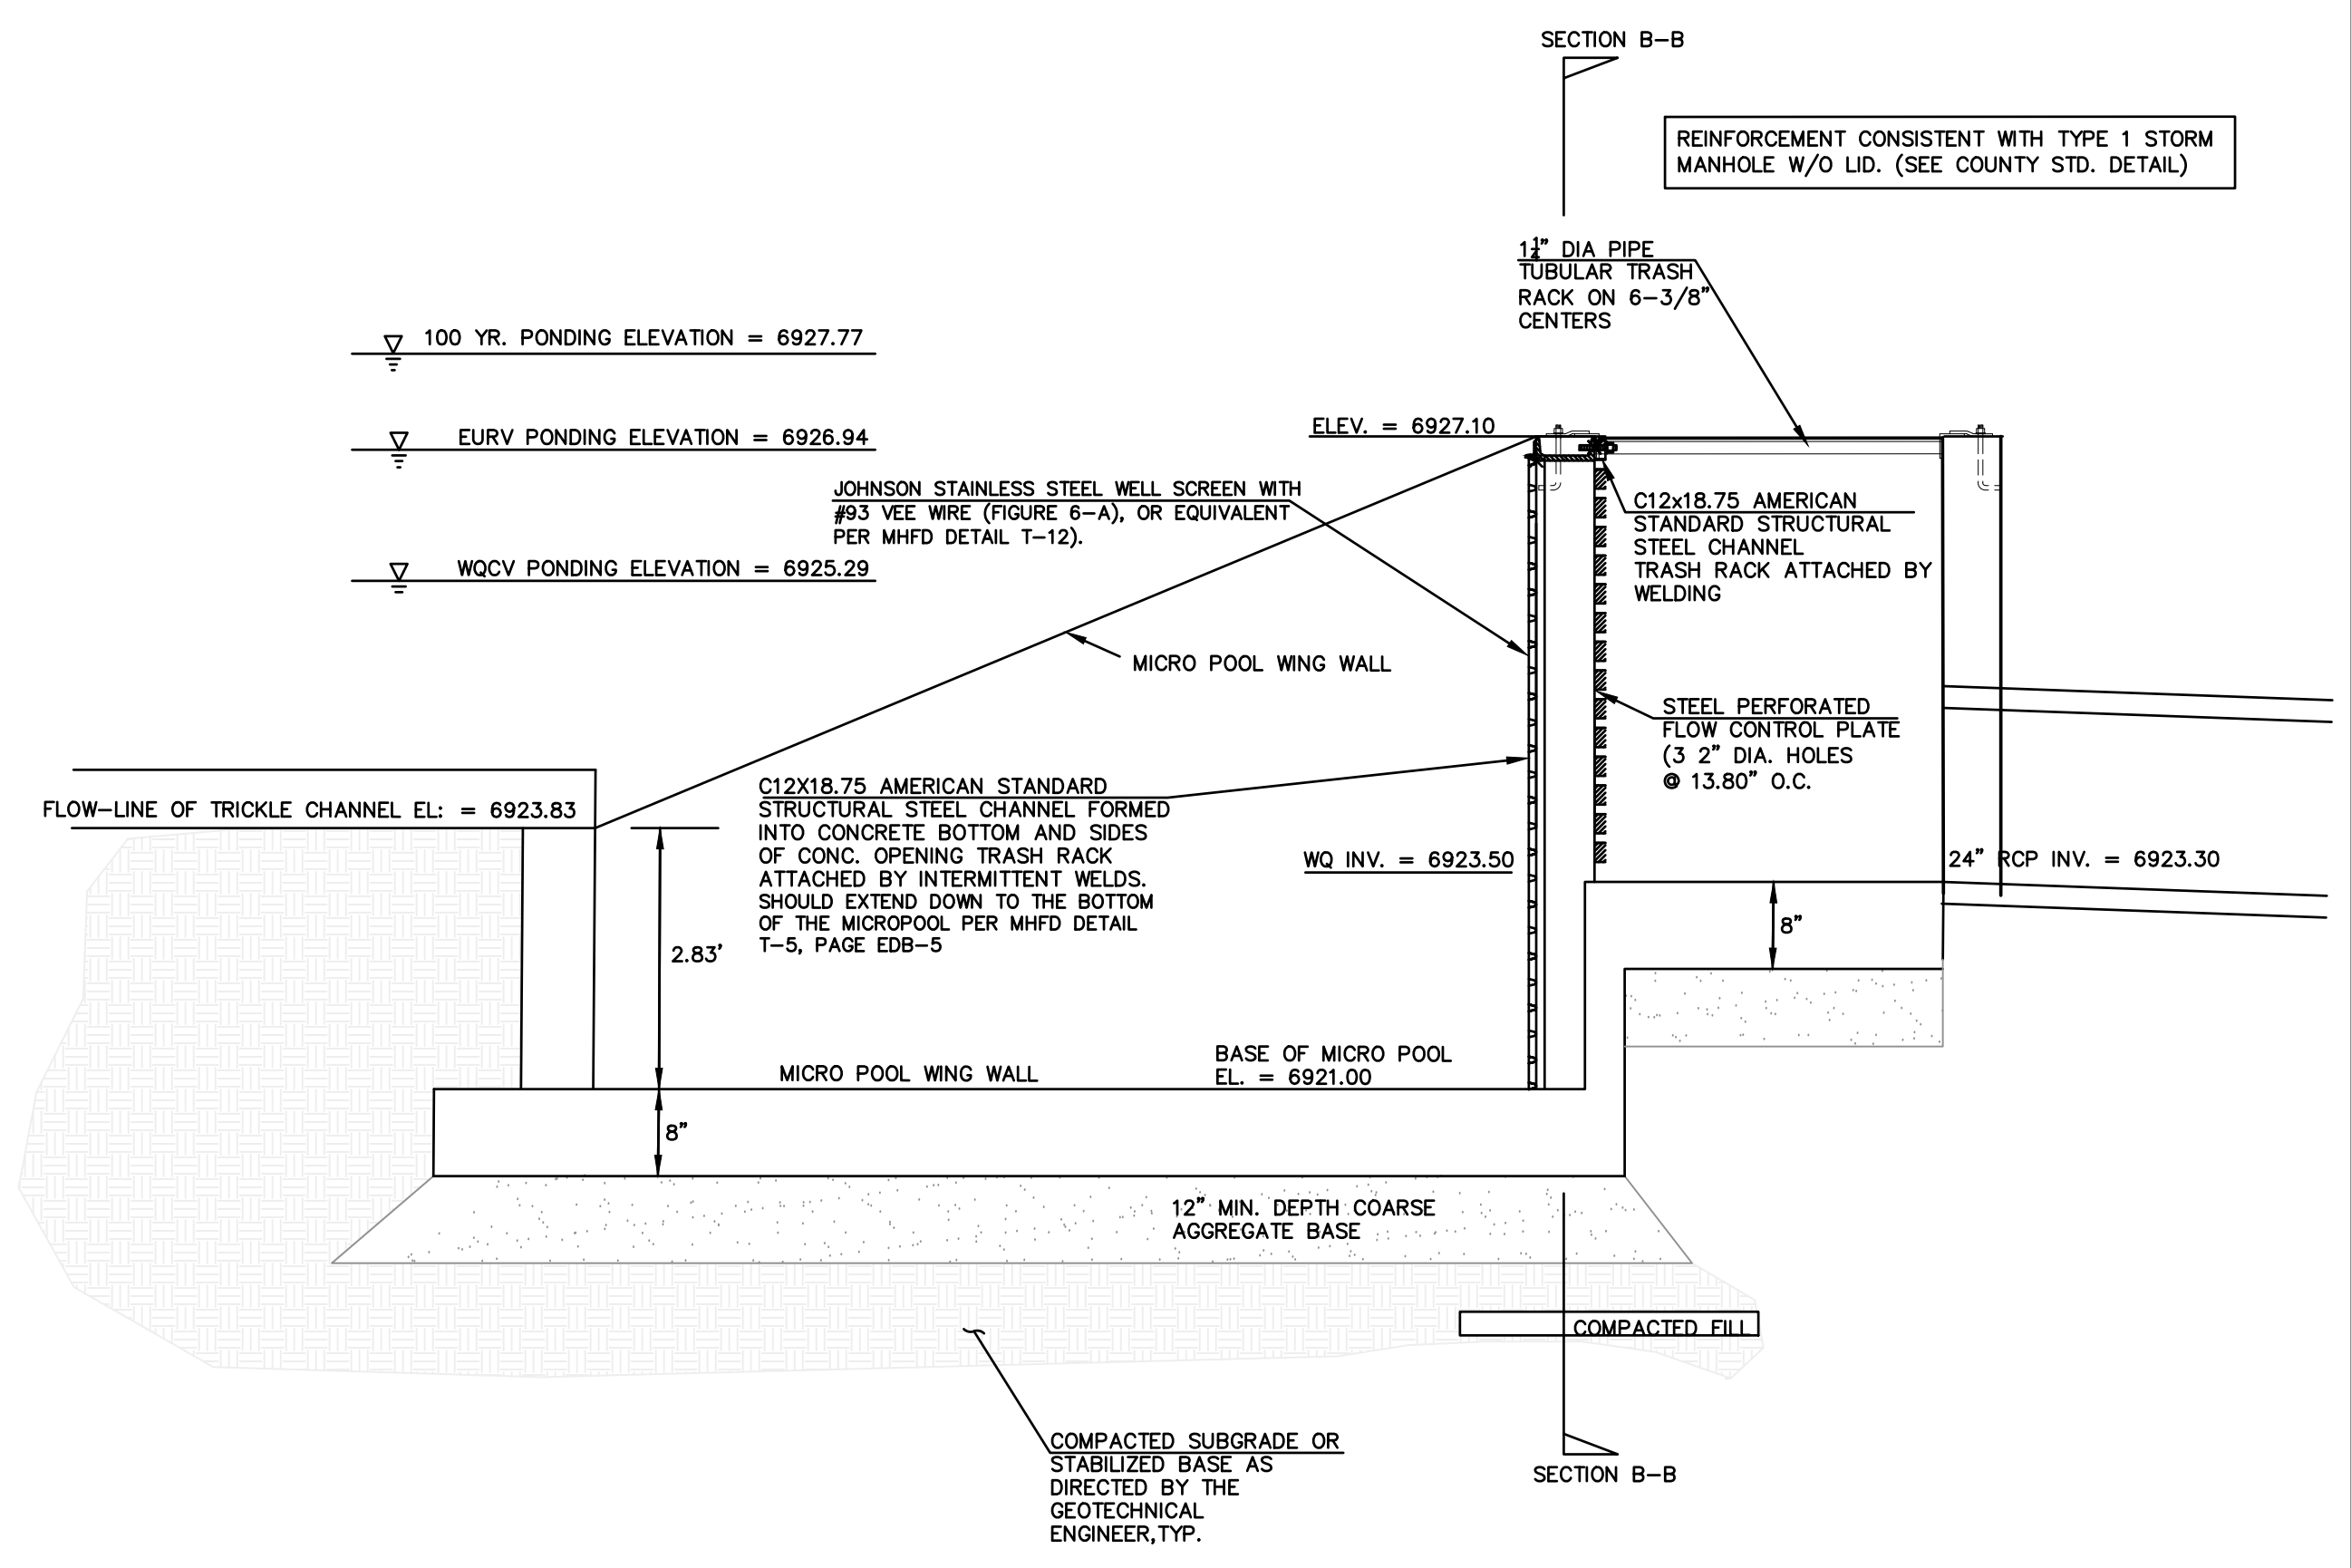 SECTION B-B
REINFORCEMENT CONSISTENT WITH TYPE 1 STORM
MANHOLE W/O LID. (SEE COUNTY STD. DETAIL)
1¼" DIA PIPE
TUBULAR TRASH
RACK ON 6-3/8"
CENTERS
100 YR. PONDING ELEVATION = 6927.77
ELEV. = 6927.10
EURV PONDING ELEVATION = 6926.94
JOHNSON STAINLESS STEEL WELL SCREEN WITH
#93 VEE WIRE (FIGURE 6-A), OR EQUIVALENT
PER MHFD DETAIL T-12).
C12x18.75 AMERICAN
STANDARD STRUCTURAL
STEEL CHANNEL
TRASH RACK ATTACHED BY
WELDING
WQCV PONDING ELEVATION = 6925.29
MICRO POOL WING WALL
STEEL PERFORATED
FLOW CONTROL PLATE
(3 2" DIA. HOLES
@ 13.80" O.C.
FLOW-LINE OF TRICKLE CHANNEL EL: = 6923.83
C12X18.75 AMERICAN STANDARD
STRUCTURAL STEEL CHANNEL FORMED
INTO CONCRETE BOTTOM AND SIDES
OF CONC. OPENING TRASH RACK
ATTACHED BY INTERMITTENT WELDS.
SHOULD EXTEND DOWN TO THE BOTTOM
OF THE MICROPOOL PER MHFD DETAIL
T-5, PAGE EDB-5
WQ INV. = 6923.50
24" RCP INV. = 6923.30
8"
2.83'
MICRO POOL WING WALL
BASE OF MICRO POOL
EL. = 6921.00
8"
12" MIN. DEPTH COARSE
AGGREGATE BASE
COMPACTED FILL
COMPACTED SUBGRADE OR
STABILIZED BASE AS
DIRECTED BY THE
GEOTECHNICAL
ENGINEER,TYP.
SECTION B-B